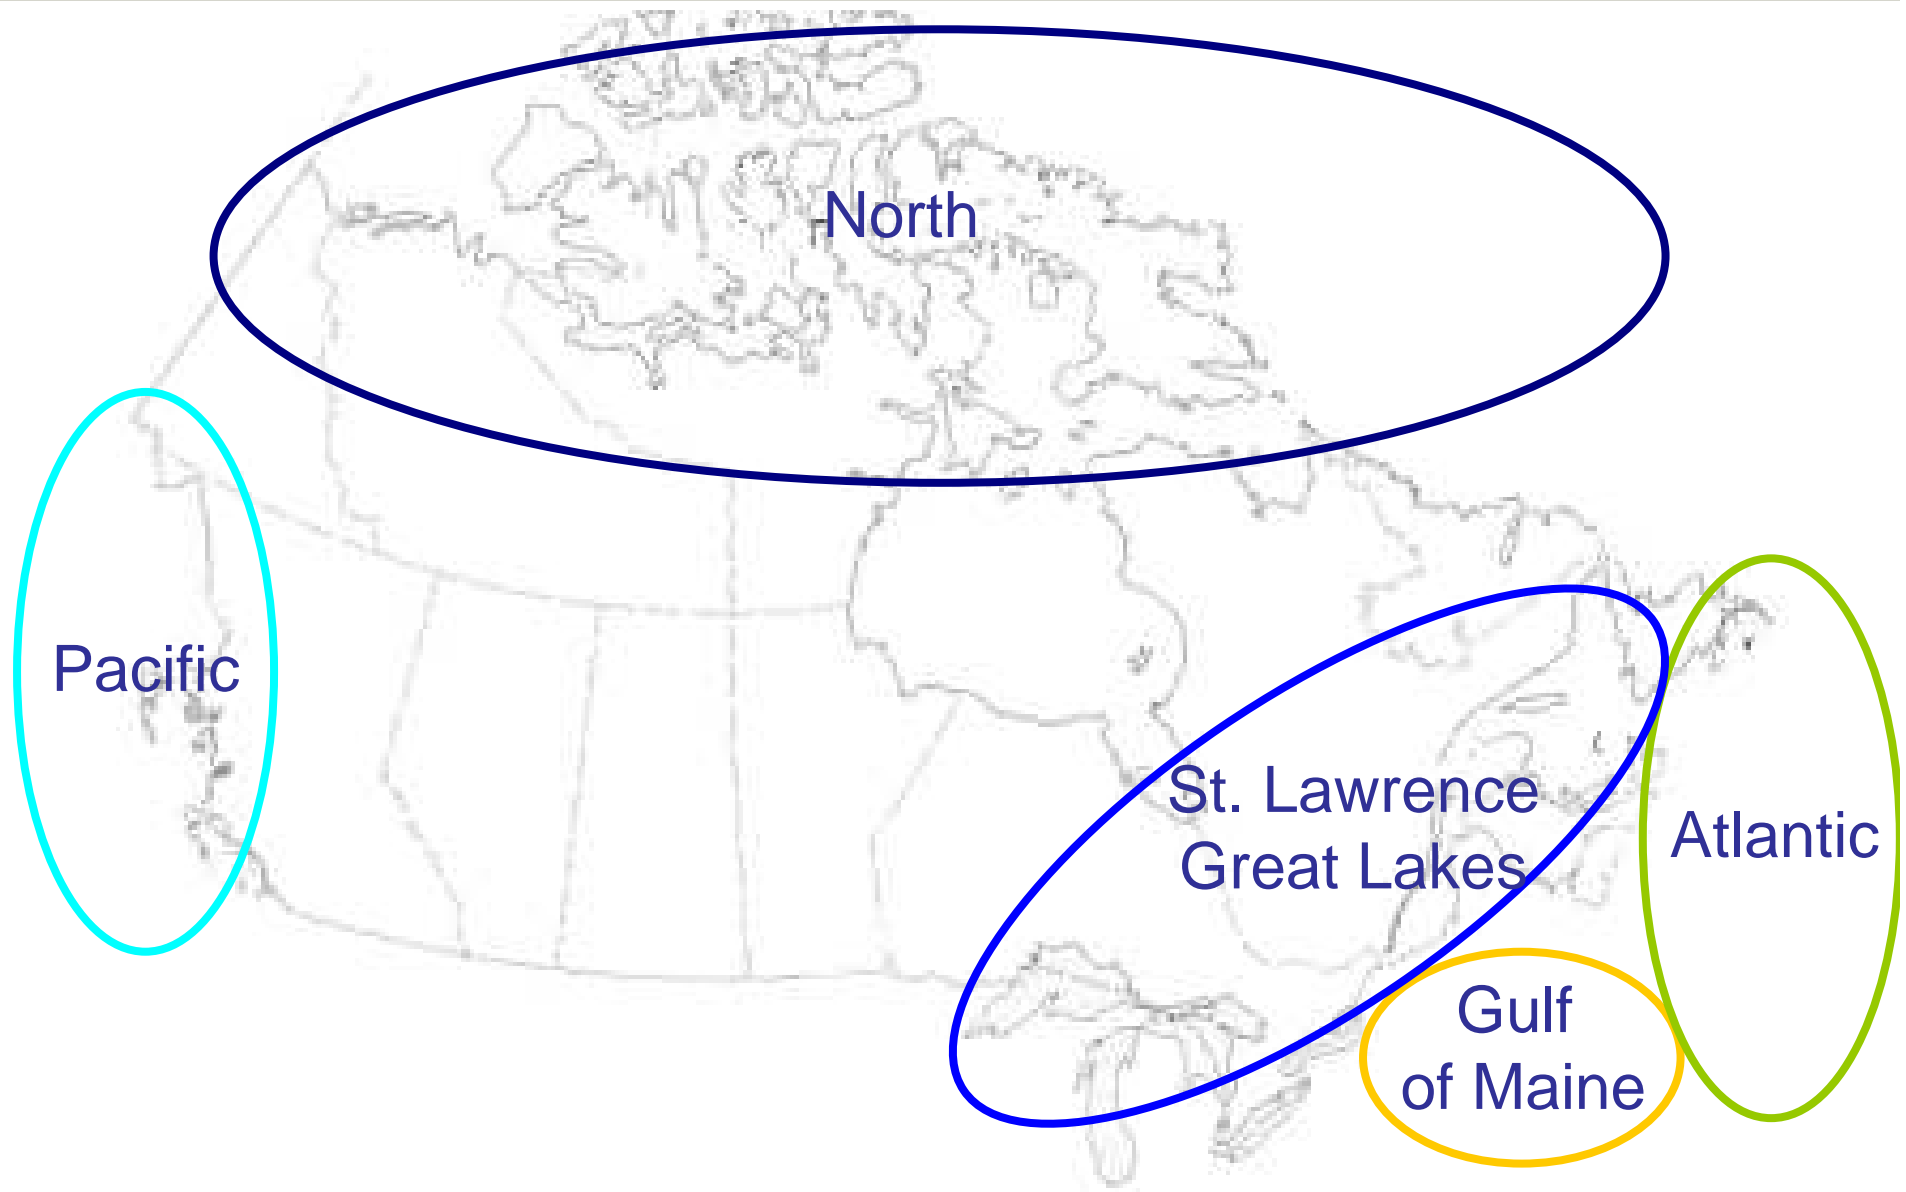 North
Pacific
St. Lawrence
Great Lakes
Atlantic
Gulf
of Maine